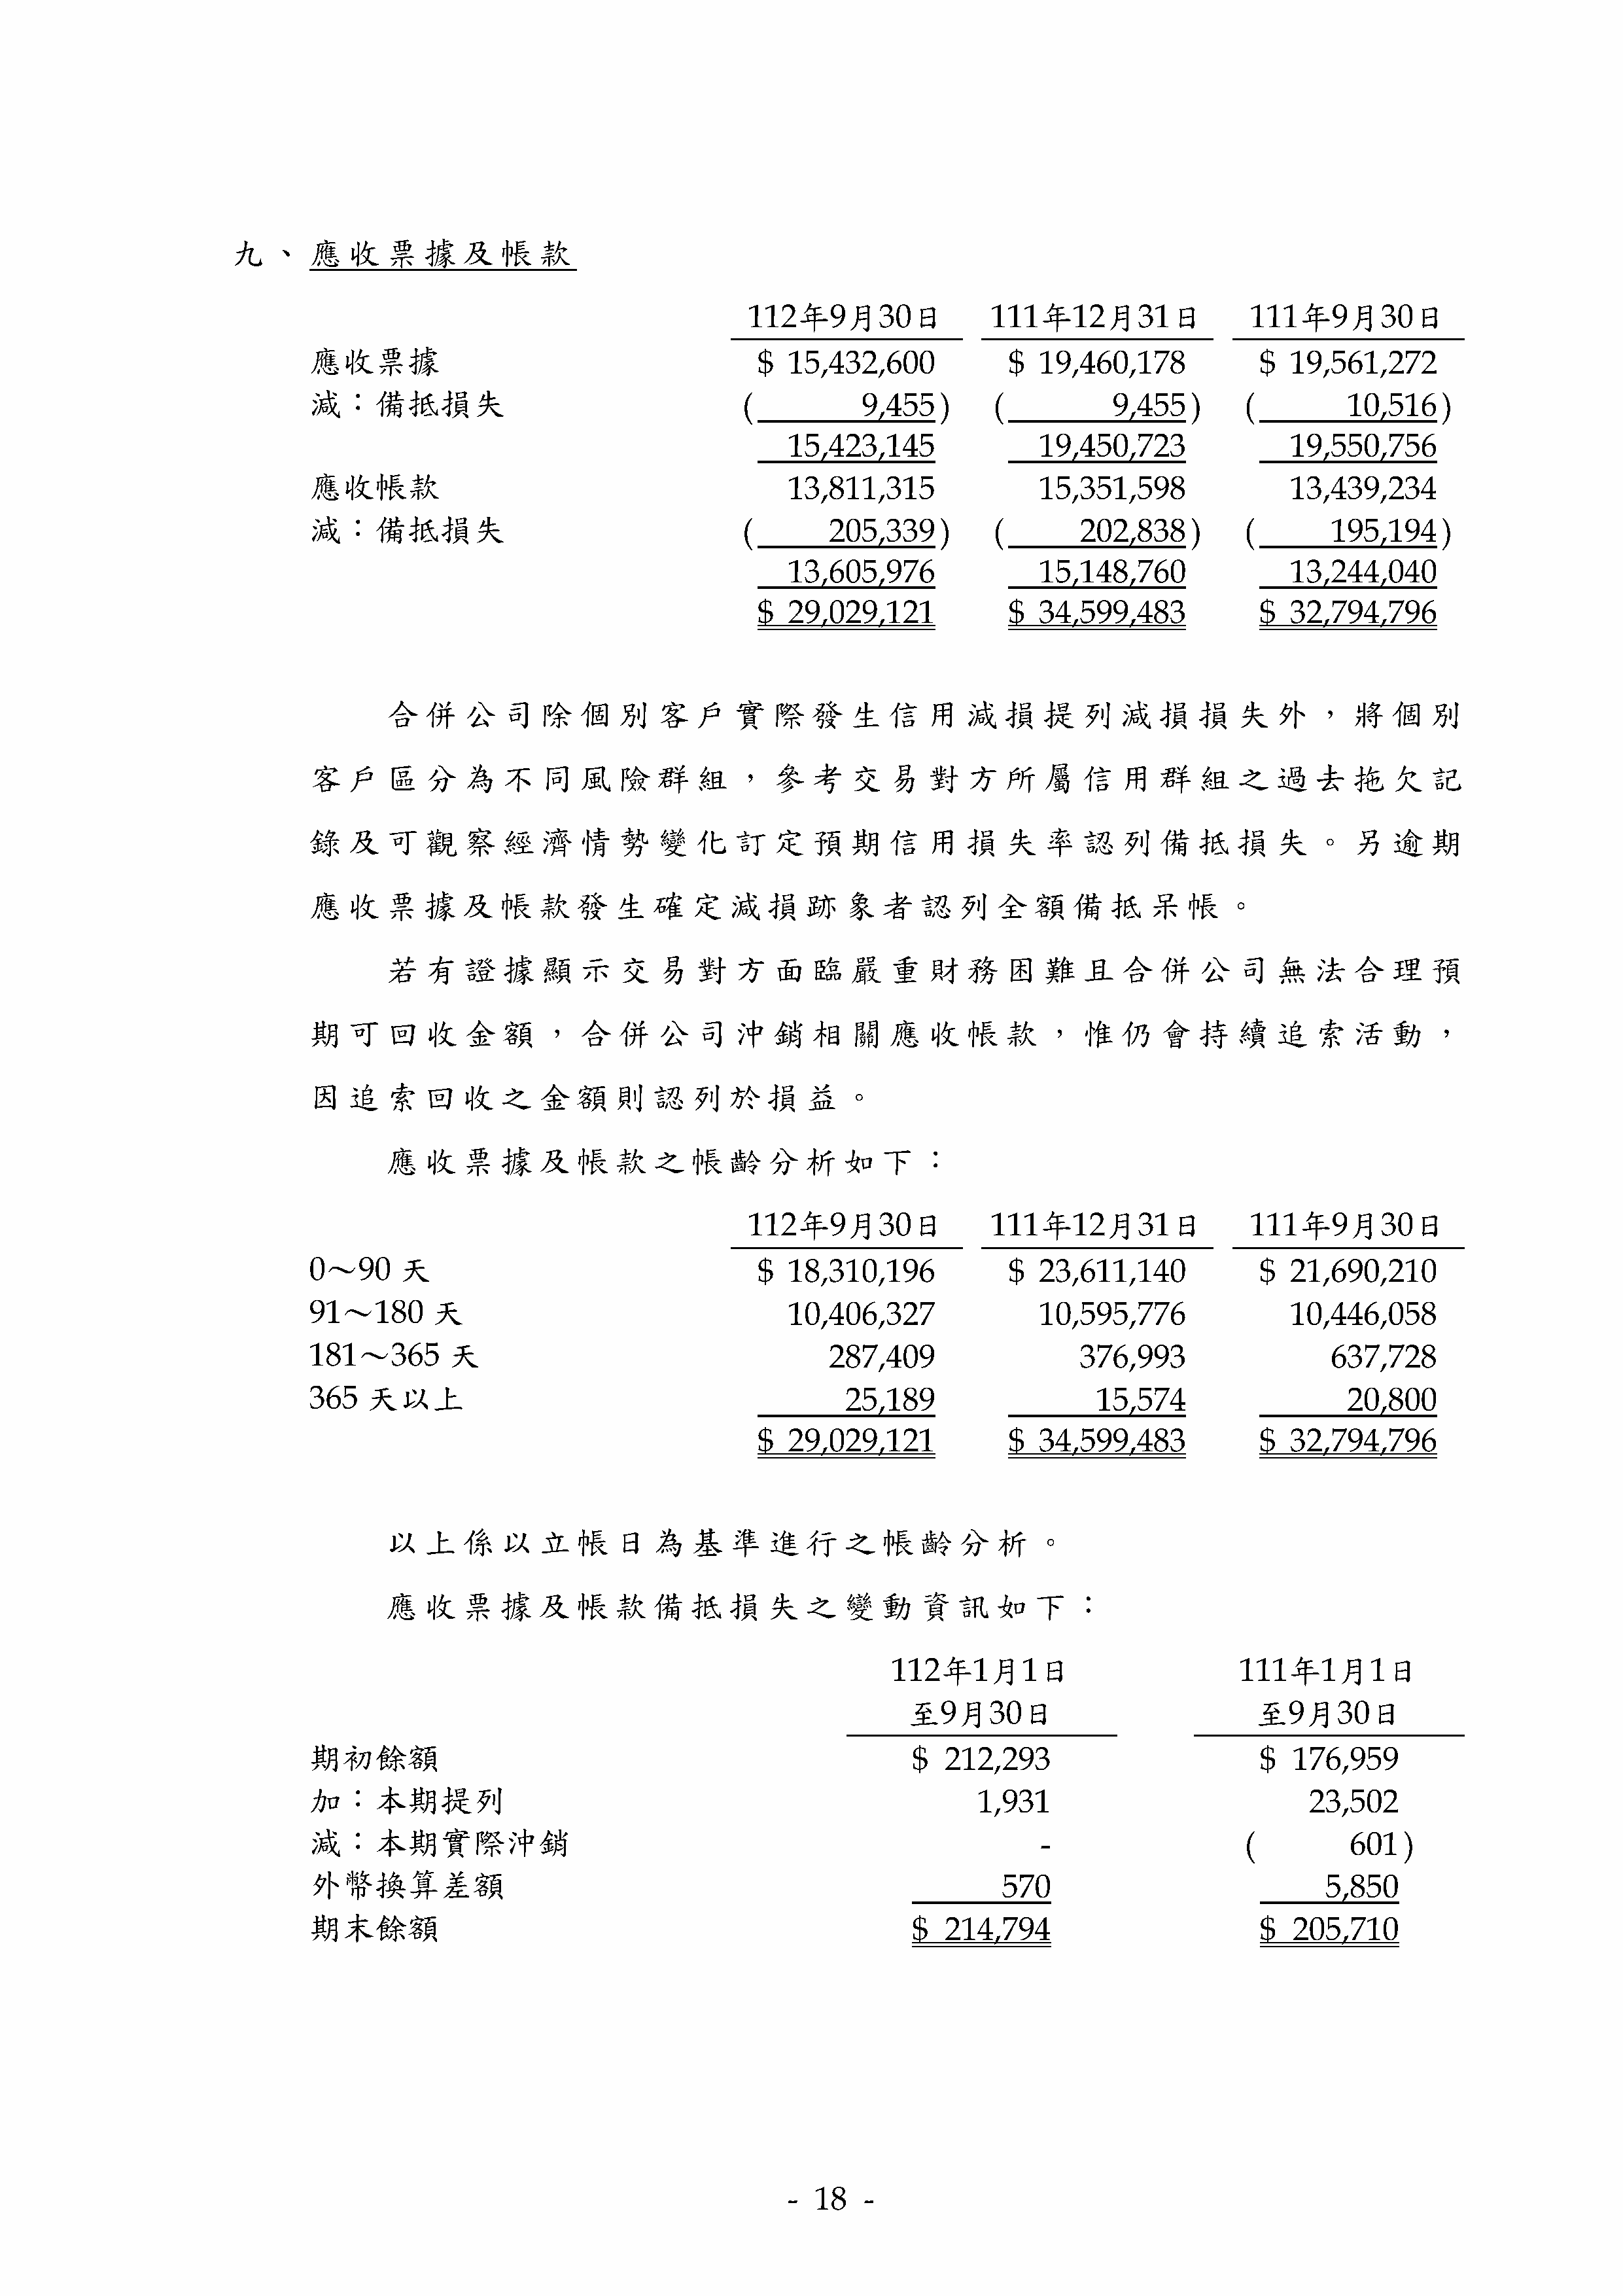 九、應收票據及帳款
112年9月30日 111年12月31日 111年9月30日
應收票據 $ 15,432,600 $ 19,460,178 $ 19,561,272
減：備抵損失 ( 9,455) ( 9,455) ( 10,516)
15,423,145 19,450,723 19,550,756
應收帳款 13,811,315 15,351,598 13,439,234
減：備抵損失 ( 205,339) ( 202,838) ( 195,194)
13,605,976 15,148,760 13,244,040
$ 29,029,121 $ 34,599,483 $ 32,794,796
合併公司除個別客戶實際發生信用減損提列減損損失外，將個別
客戶區分為不同風險群組，參考交易對方所屬信用群組之過去拖欠記
錄及可觀察經濟情勢變化訂定預期信用損失率認列備抵損失。另逾期
應收票據及帳款發生確定減損跡象者認列全額備抵呆帳。
若有證據顯示交易對方面臨嚴重財務困難且合併公司無法合理預
期可回收金額，合併公司沖銷相關應收帳款，惟仍會持續追索活動，
因追索回收之金額則認列於損益。
應收票據及帳款之帳齡分析如下：
112年9月30日 111年12月31日 111年9月30日
0～90 天 $ 18,310,196 $ 23,611,140 $ 21,690,210
91～180 天 10,406,327 10,595,776 10,446,058
181～365 天 287,409 376,993 637,728
365 天以上 25,189 15,574 20,800
$ 29,029,121 $ 34,599,483 $ 32,794,796
以上係以立帳日為基準進行之帳齡分析。
應收票據及帳款備抵損失之變動資訊如下：
112年1月1日 111年1月1日
至9月30日 至9月30日
期初餘額 $ 212,293 $ 176,959
加：本期提列 1,931 23,502
減：本期實際沖銷 - ( 601)
外幣換算差額 570 5,850
期末餘額 $ 214,794 $ 205,710
- 18 -